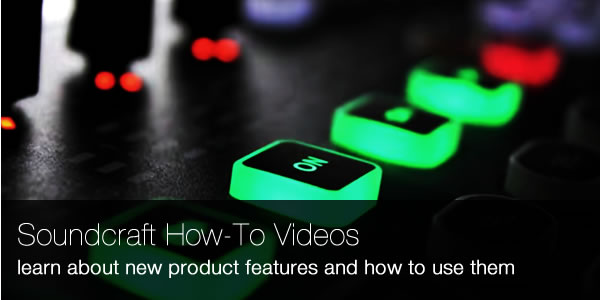 ON
Soundcraft How-To Videos
learn about new product features and how to use them